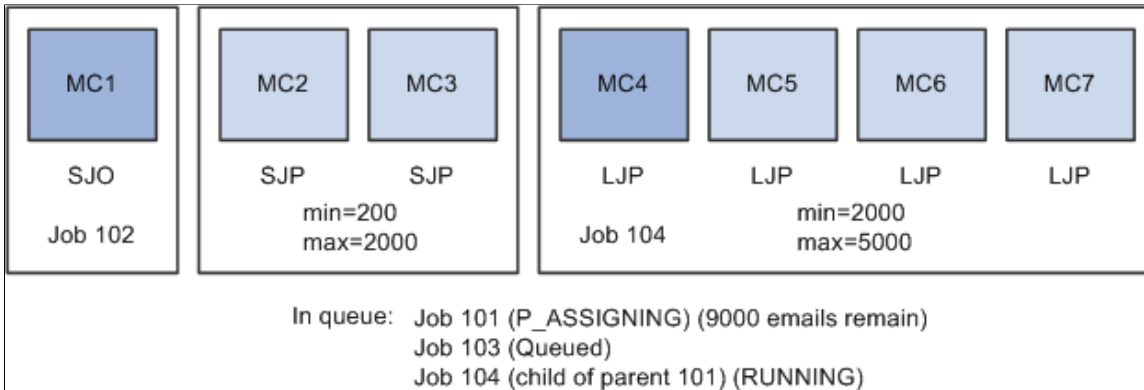 MC1 MC2 MC3 MC4 MC5 MC6 MC7
SJO SJP SJP LJP LJP LJP LJP
min=200 min=2000
Job 102 max=2000 Job 104 max=5000
In queue: Job 101 (P_ASSIGNING) (9000 emails remain)
Job 103 (Queued)
Job 104 (child of parent 101) (RUNNING)